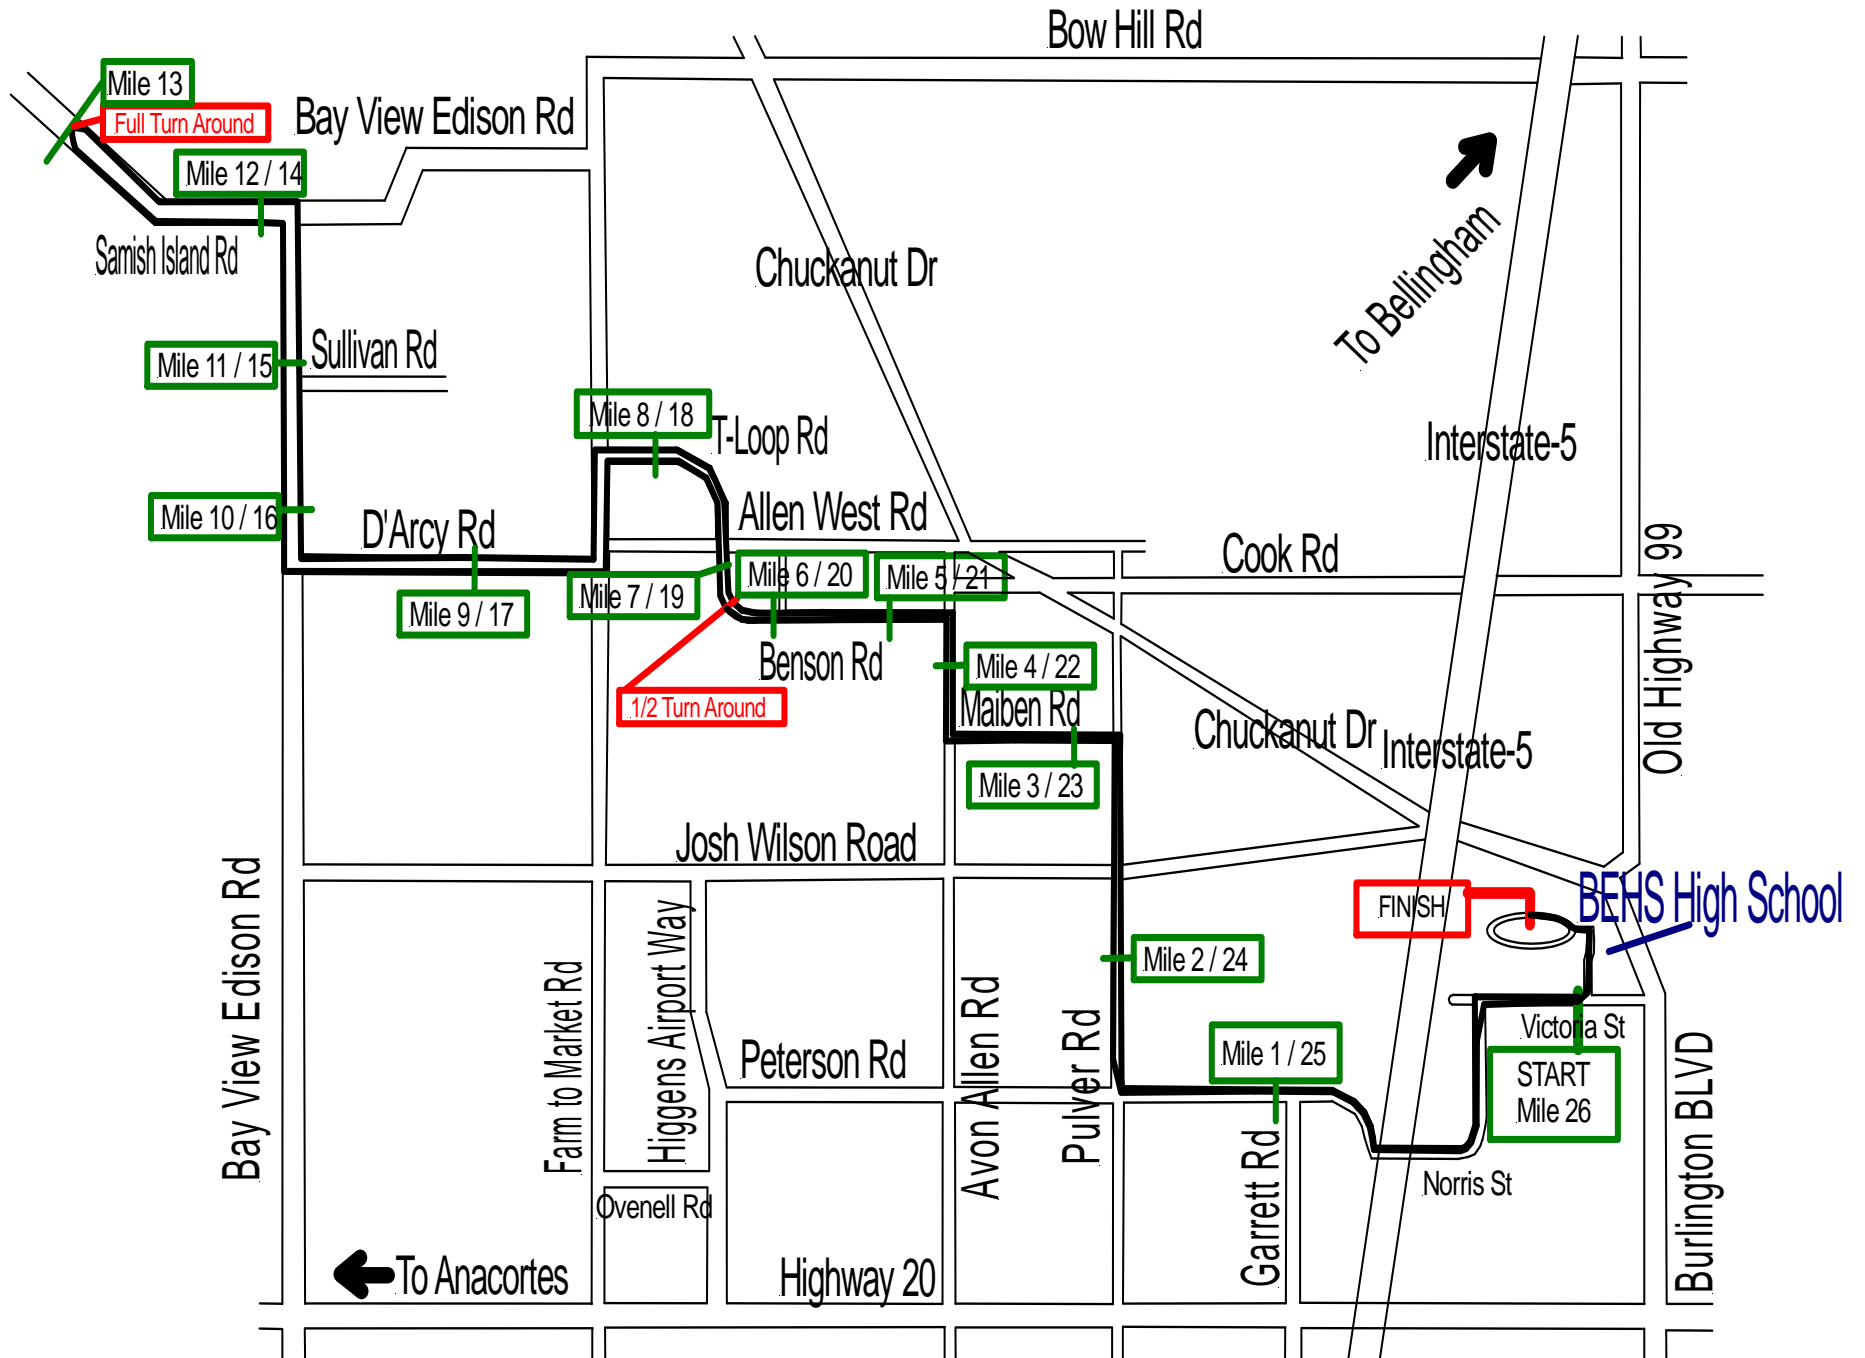 Bow Hill Rd
Mile 13
Full Turn Around
Bay View Edison Rd
Mile 12 / 14
Samish Island Rd
Chuckanut Dr
To Bellingham
Mile 11 / 15
Sullivan Rd
Mile 8 / 18
T-Loop Rd
Interstate-5
Mile 10 / 16
D'Arcy Rd
Allen West Rd
Cook Rd
Old Highway 99
Mile 9 / 17
Mile 7 / 19
Mile 6 / 20
Mile 5 / 21
Benson Rd
Mile 4 / 22
1/2 Turn Around
Maiben Rd
Chuckanut Dr
Interstate-5
Mile 3 / 23
Josh Wilson Road
FINISH
BEHS High School
Bay View Edison Rd
Farm to Market Rd
Higgens Airport Way
Mile 2 / 24
Avon Allen Rd
Pulver Rd
Peterson Rd
Mile 1 / 25
Victoria St
START
Mile 26
Garrett Rd
Norris St
Burlington BLVD
Ovenell Rd
To Anacortes
Highway 20